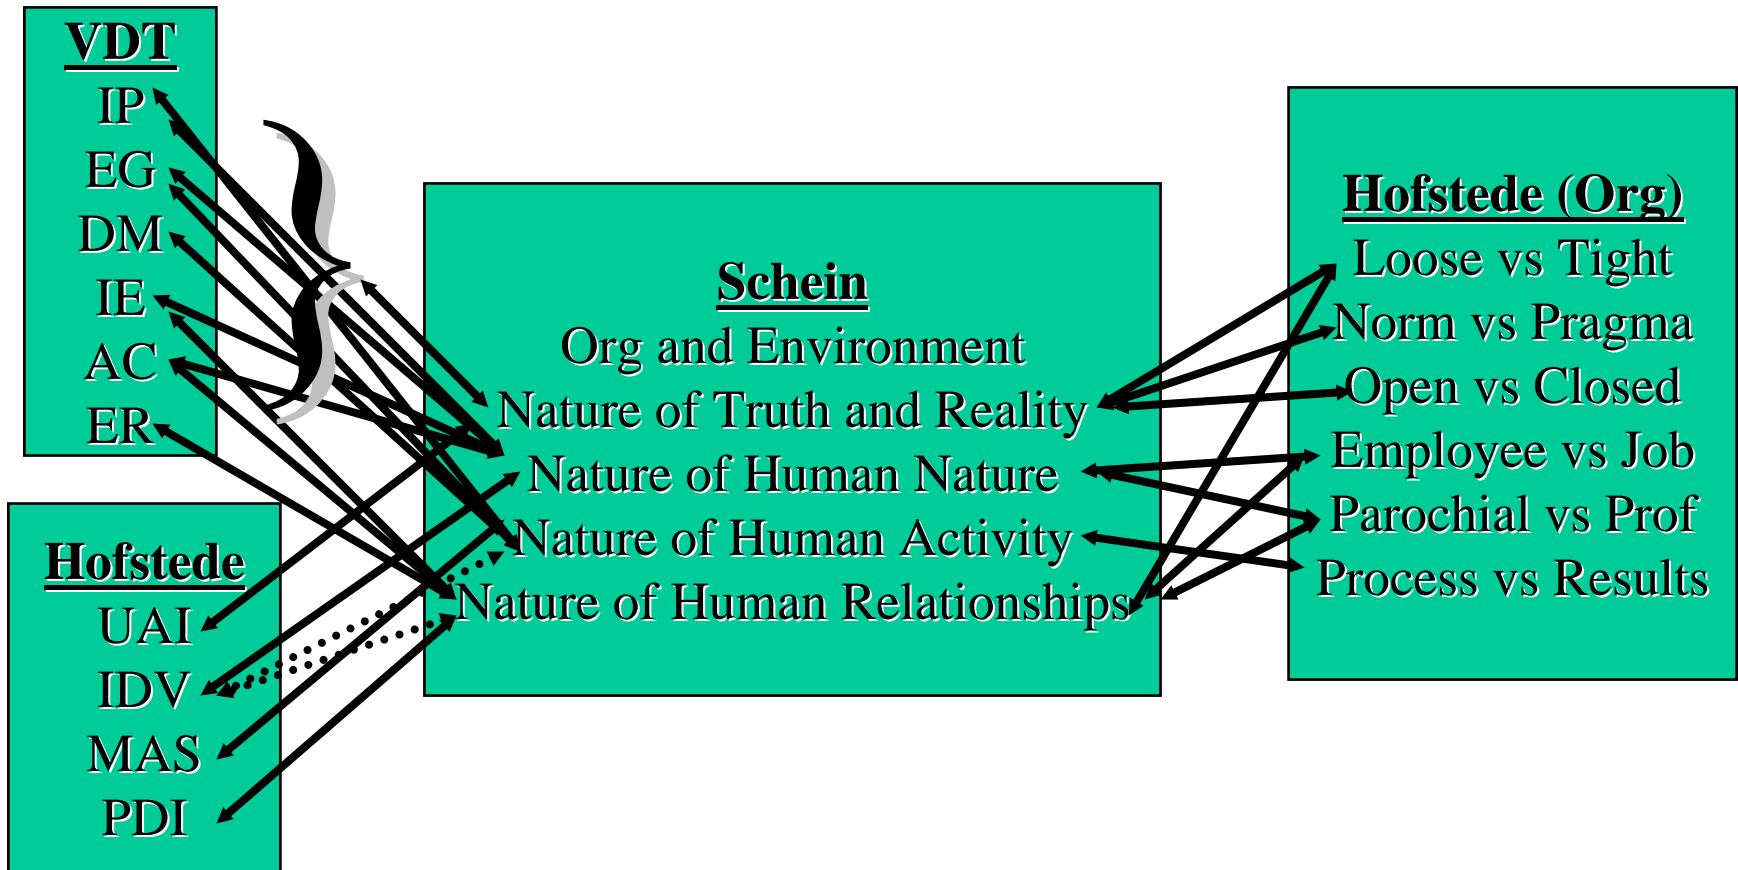 VDT
IP
EG
DM
IE
AC
ER
Hofstede
UAI
IDV
MAS
PDI
Schein
Org and Environment
Nature of Truth and Reality
Nature of Human Nature
Nature of Human Activity
Nature of Human Relationships
Hofstede (Org)
Loose vs Tight
Norm vs Pragma
Open vs Closed
Employee vs Job
Parochial vs Prof
Process vs Results